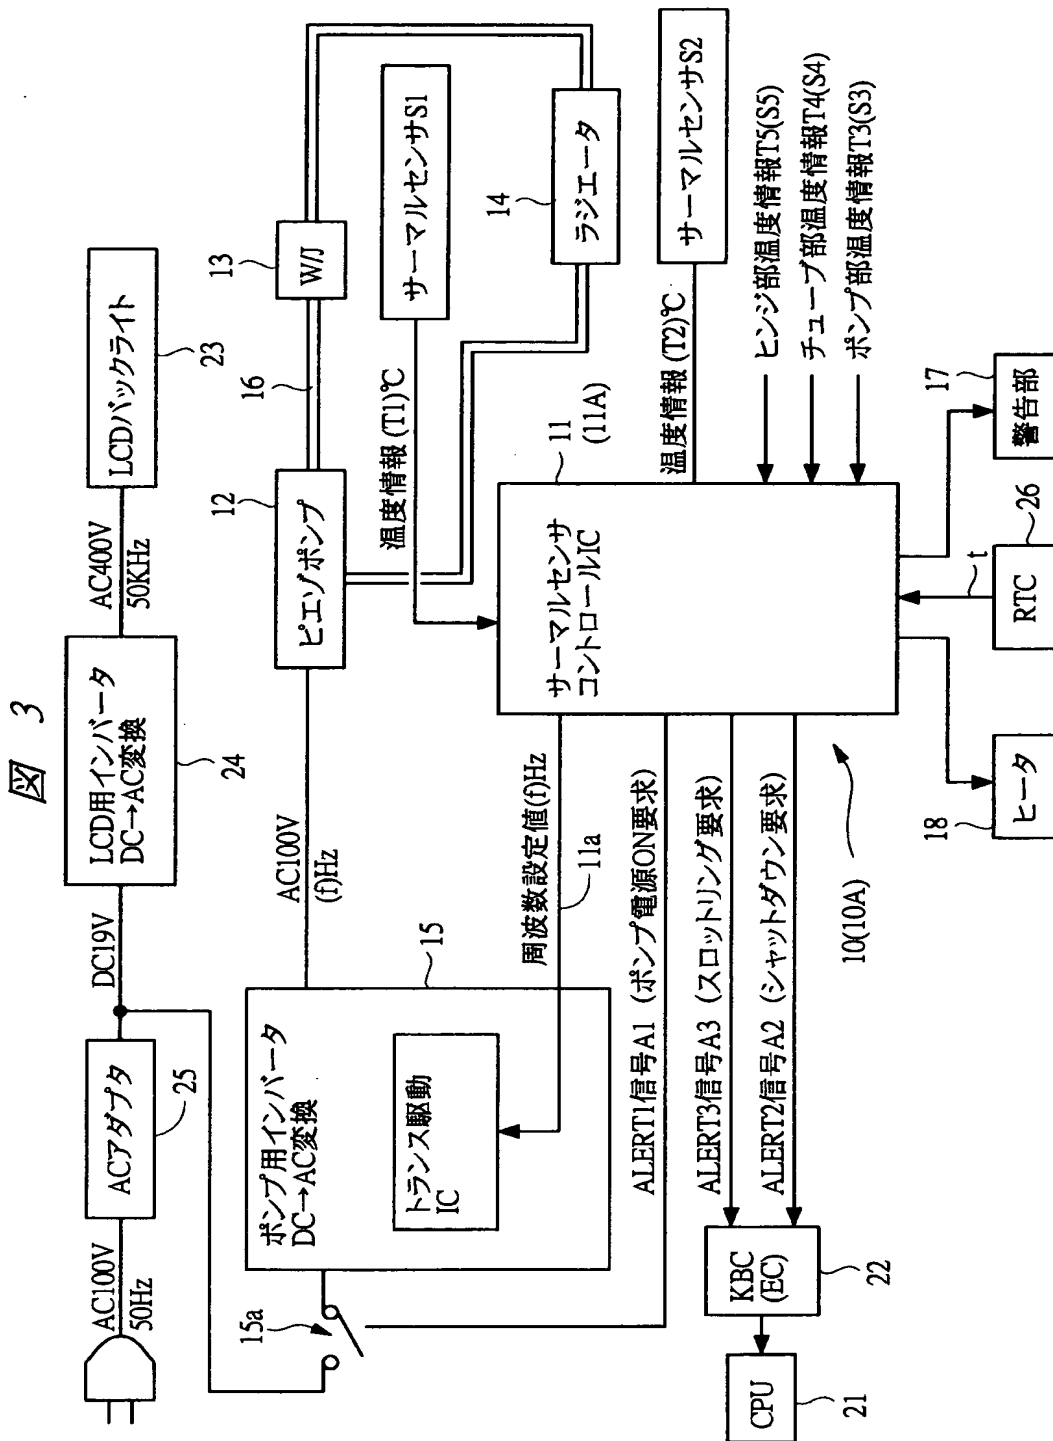 図 3
AC100V
50Hz
ACアダプタ
25
DC19V
LCD用インバータ
DC→AC変換
24
AC400V
50KHz
LCDバックライト
23
15a
ポンプ用インバータ
DC→AC変換
15
トランス駆動
IC
AC100V
(f)Hz
ピエゾポンプ
12
16
W/J
13
温度情報 (T1)℃
サーマルセンサS1
14
ラジエータ
周波数設定値(f)Hz
11a
サーマルセンサ
コントロールIC
11
(11A)
温度情報 (T2)℃
サーマルセンサS2
ALERT1信号A1 (ポンプ電源ON要求)
ALERT3信号A3 (スロットリング要求)
ALERT2信号A2 (シャットダウン要求)
KBC
(EC)
22
CPU
21
ヒンジ部温度情報T5(S5)
チューブ部温度情報T4(S4)
ポンプ部温度情報T3(S3)
10(10A)
ヒータ
18
t
RTC
26
警告部
17